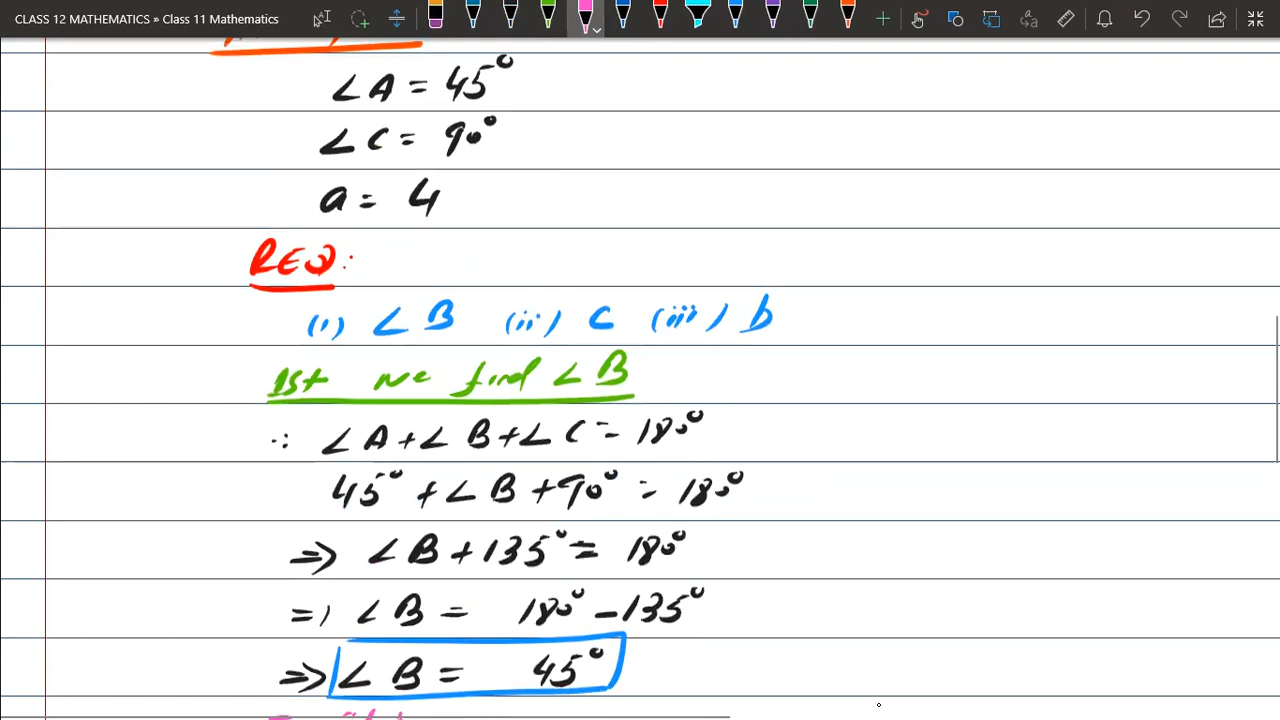 CLASS 12 MATHEMATICS » Class 11 Mathematics
∠A = 45°
∠C = 90°
a = 4
REQ:
(i) ∠B (ii) c (iii) b
1st we find ∠B
∵ ∠A + ∠B + ∠C = 180°
45° + ∠B + 90° = 180°
=> ∠B + 135° = 180°
=> ∠B = 180° - 135°
=> ∠B = 45°